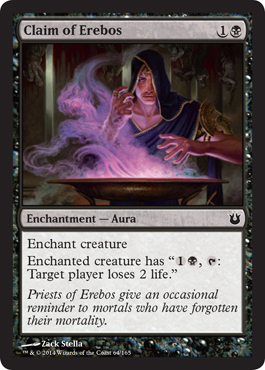 Claim of Erebos 1
Enchantment — Aura
Enchant creature
Enchanted creature has “1, :
Target player loses 2 life.”
Priests of Erebos give an occasional
reminder to mortals who have forgotten
their mortality.
Zack Stella
™ & © 2014 Wizards of the Coast 64/165